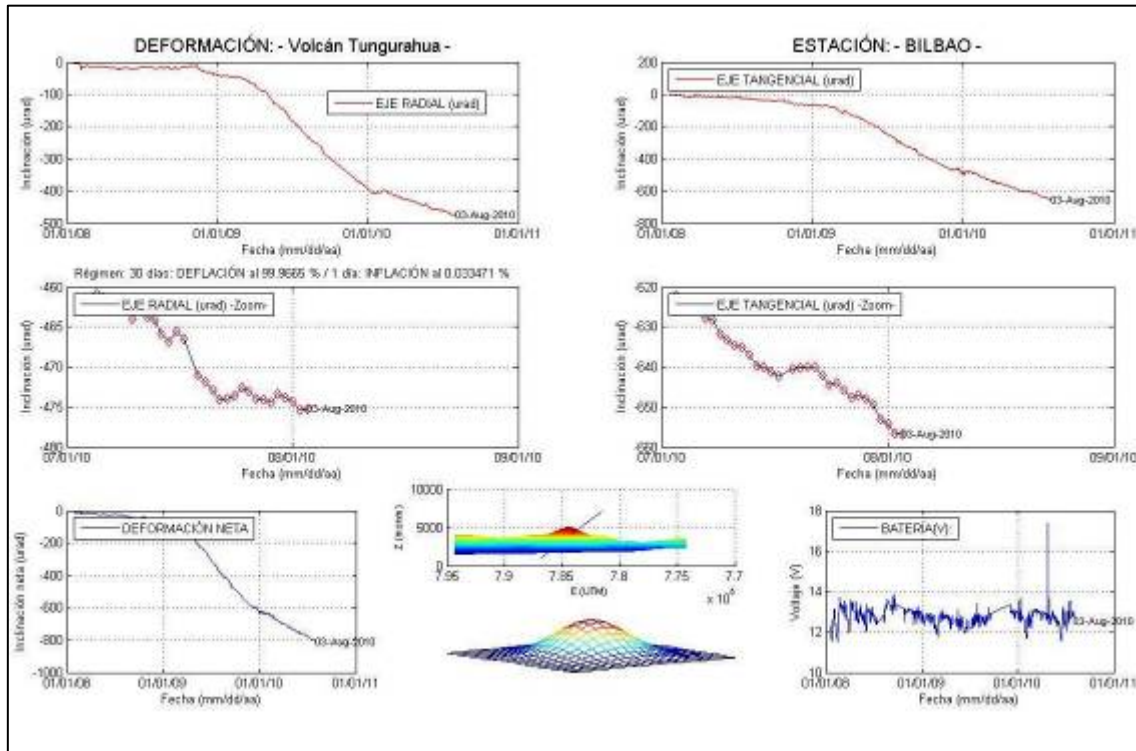 DEFORMACIÓN: - Volcán Tungurahua -
ESTACIÓN: - BILBAO -
0
-100
-200
-300
-400
-500
Inclinación (urad)
EJE RADIAL (urad)
03-Aug-2010
01/01/08
01/01/09
01/01/10
01/01/11
Fecha (mm/dd/aa)
200
0
-200
-400
-600
-800
Inclinación (urad)
EJE TANGENCIAL (urad)
03-Aug-2010
01/01/08
01/01/09
01/01/10
01/01/11
Fecha (mm/dd/aa)
Régimen: 30 días: DEFLACIÓN al 99.9665 % / 1 día: INFLACIÓN al 0.033471 %
-460
-465
-470
-475
-480
Inclinación (urad)
EJE RADIAL (urad) -Zoom-
03-Aug-2010
07/01/10
08/01/10
09/01/10
Fecha (mm/dd/aa)
-620
-630
-640
-650
-660
Inclinación (urad)
EJE TANGENCIAL (urad) -Zoom-
03-Aug-2010
07/01/10
08/01/10
09/01/10
Fecha (mm/dd/aa)
0
-200
-400
-600
-800
-1000
Inclinación neta (urad)
DEFORMACIÓN NETA
03-Aug-2010
01/01/08
01/01/09
01/01/10
01/01/11
Fecha (mm/dd/aa)
10000
5000
0
7.95
7.9
7.85
7.8
7.75
7.7
E (UTM)
18
16
14
12
10
Voltaje (V)
BATERÍA(V)
03-Aug-2010
01/01/08
01/01/09
01/01/10
01/01/11
Fecha (mm/dd/aa)